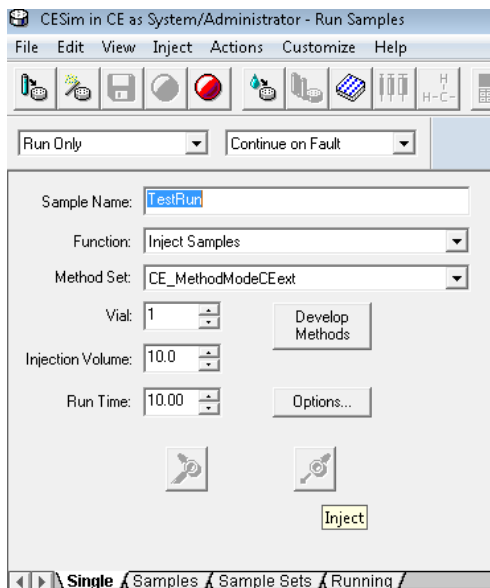 CESim in CE as System/Administrator - Run Samples
File Edit View Inject Actions Customize Help
H
H-C-
Run Only Continue on Fault
Sample Name: TestRun
Function: Inject Samples
Method Set: CE_MethodModeCEext
Vial: 1
Develop
Methods
Injection Volume: 10.0
Run Time: 10.00 Options...
Inject
Single Samples Sample Sets Running